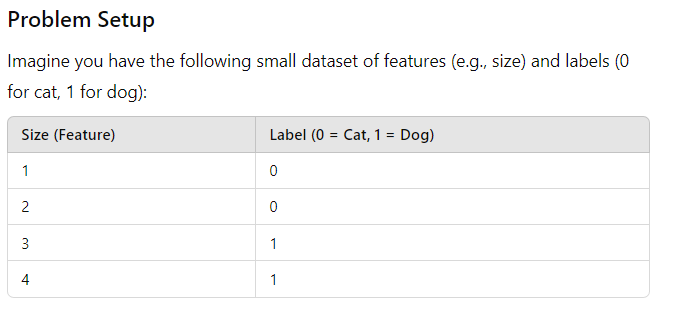 Problem Setup
Imagine you have the following small dataset of features (e.g., size) and labels (0
for cat, 1 for dog):
Size (Feature) Label (0 = Cat, 1 = Dog)
1 0
2 0
3 1
4 1